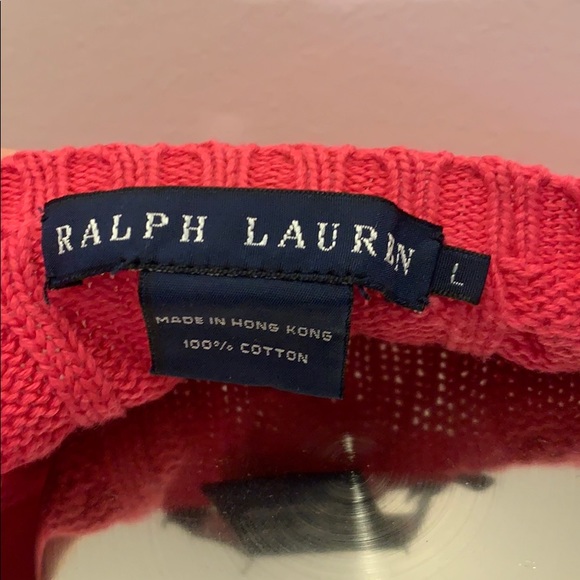 RALPH LAUREN
L
MADE IN HONG KONG
100% COTTON